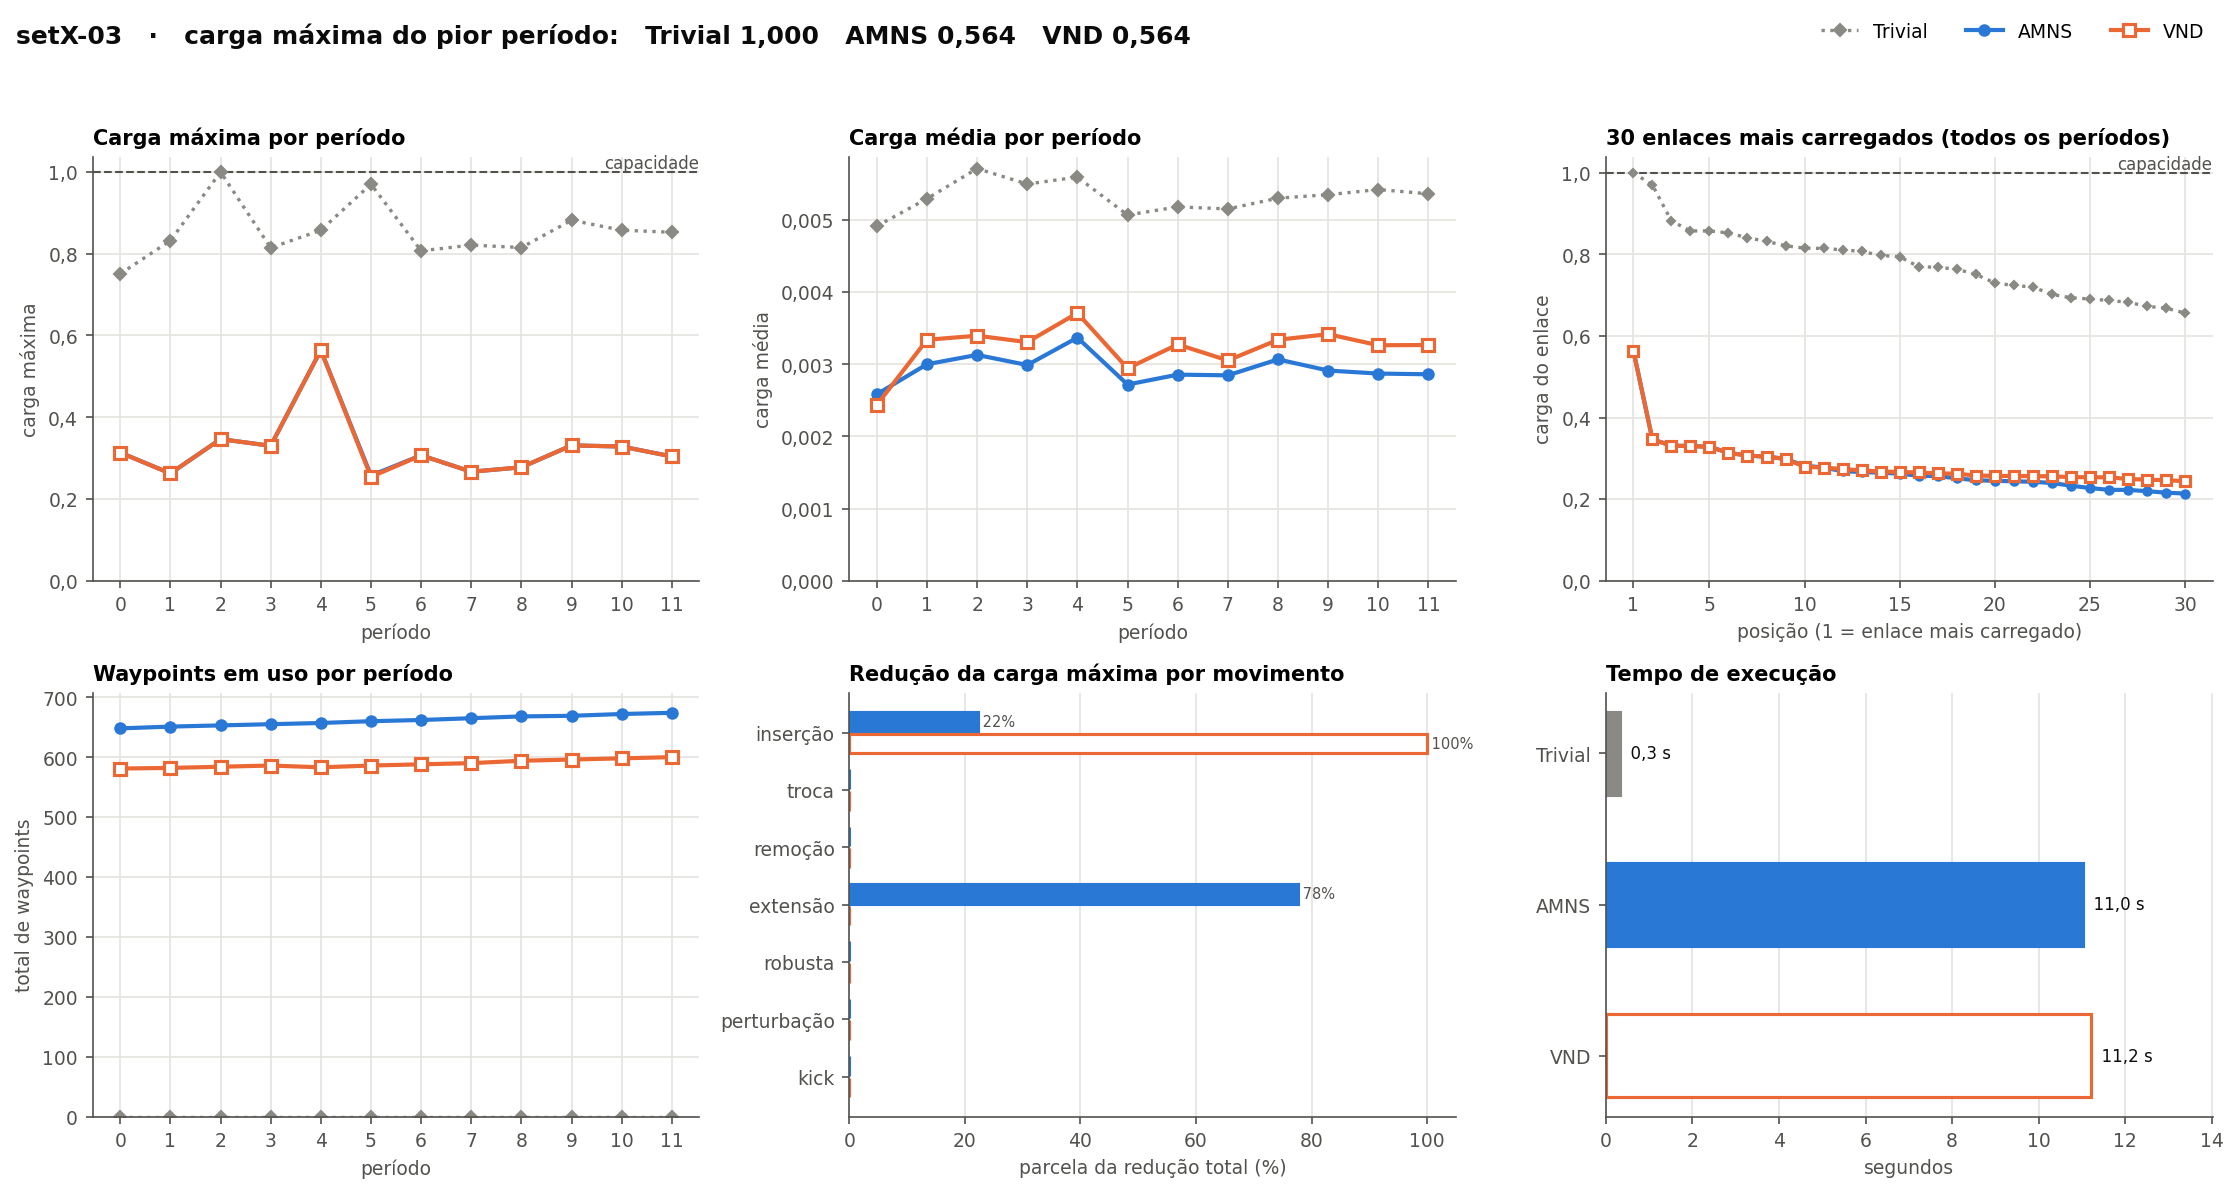 setX-03 · carga máxima do pior período: Trivial 1,000 AMNS 0,564 VND 0,564
Trivial AMNS VND
Carga máxima por período
capacidade
1,0
0,8
0,6
0,4
0,2
0,0
carga máxima
0 1 2 3 4 5 6 7 8 9 10 11
período
Carga média por período
0,005
0,004
0,003
0,002
0,001
0,000
carga média
0 1 2 3 4 5 6 7 8 9 10 11
período
30 enlaces mais carregados (todos os períodos)
capacidade
1,0
0,8
0,6
0,4
0,2
0,0
carga do enlace
1 5 10 15 20 25 30
posição (1 = enlace mais carregado)
Waypoints em uso por período
700
600
500
400
300
200
100
0
total de waypoints
0 1 2 3 4 5 6 7 8 9 10 11
período
Redução da carga máxima por movimento
inserção 22%
100%
troca
remoção
extensão 78%
robusta
perturbação
kick
0 20 40 60 80 100
parcela da redução total (%)
Tempo de execução
Trivial 0,3 s
AMNS 11,0 s
VND 11,2 s
0 2 4 6 8 10 12 14
segundos